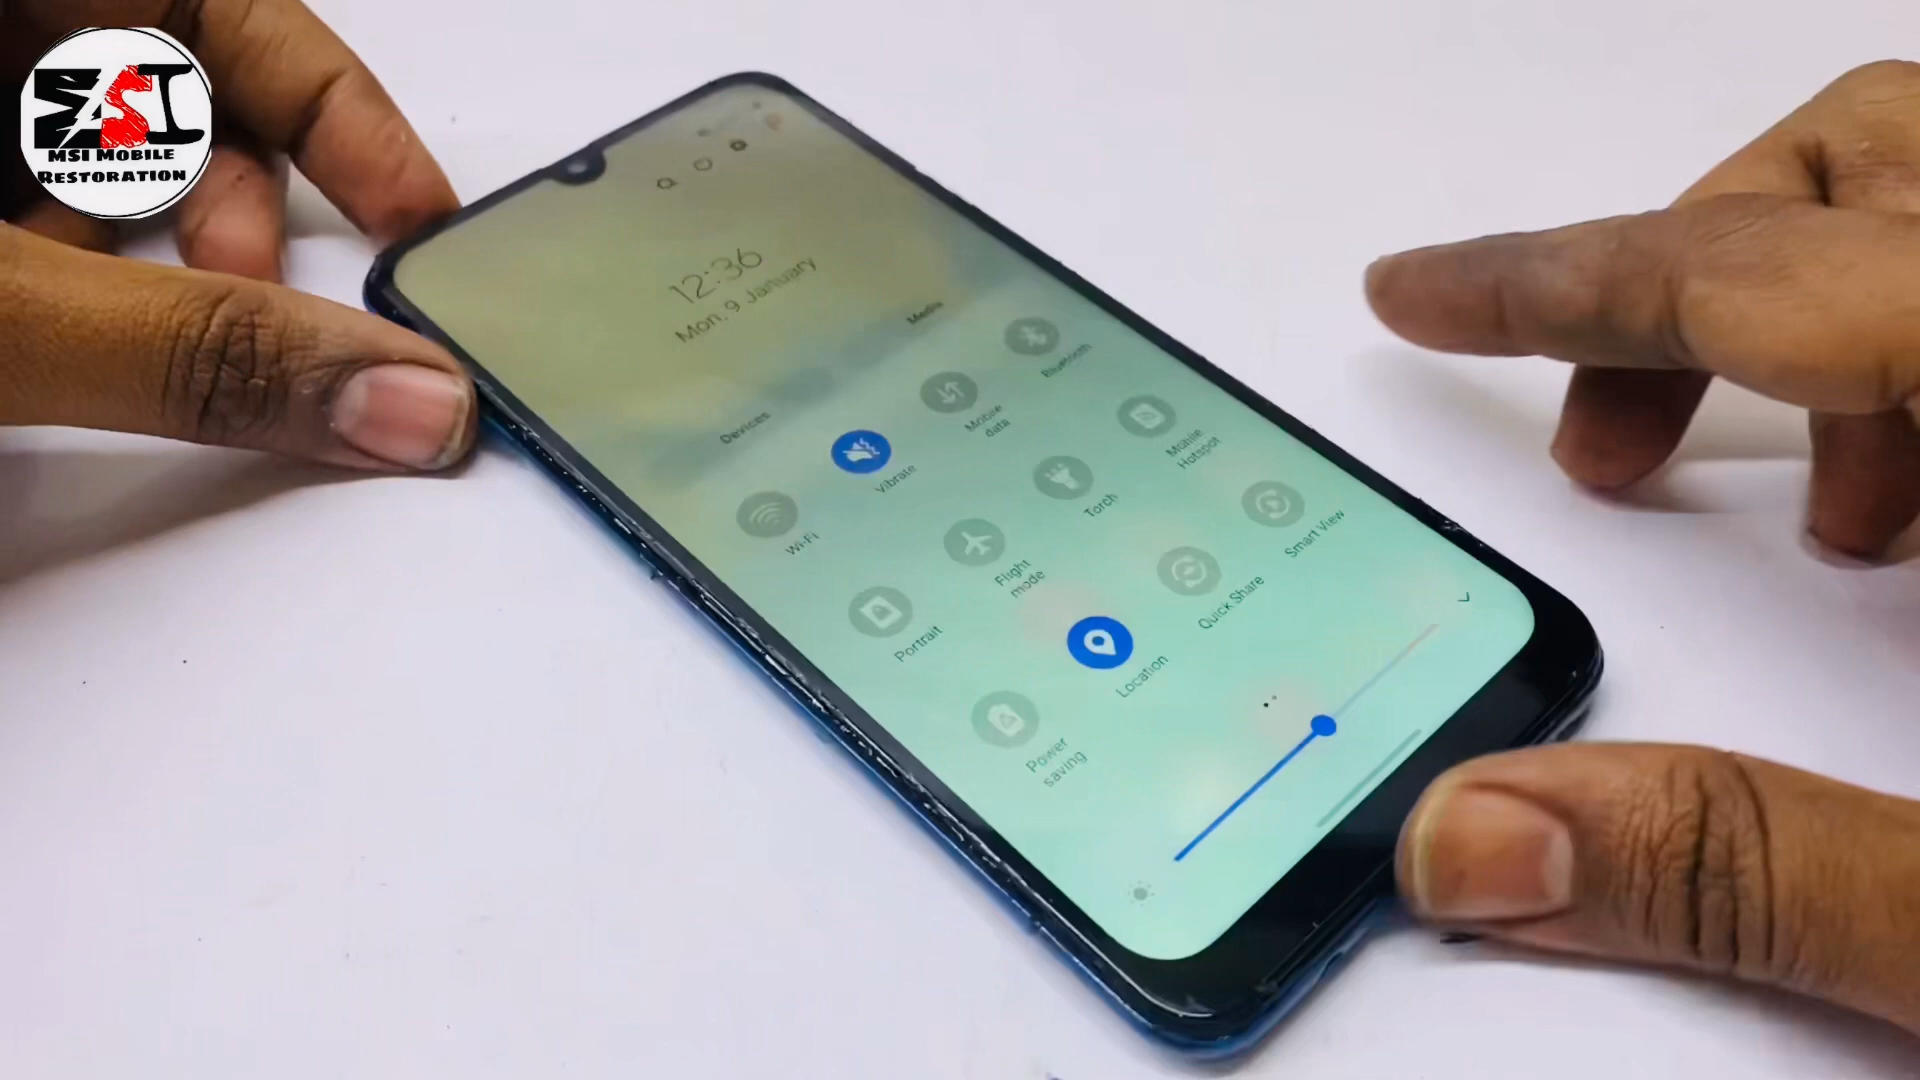 MSI
MSI MOBILE
RESTORATION
12:36
Mon, 9 January
Devices
Media
Wi-Fi
Vibrate
Mobile
data
Bluetooth
Portrait
Flight
mode
Torch
Mobile
Hotspot
Power
saving
Location
Quick Share
Smart View